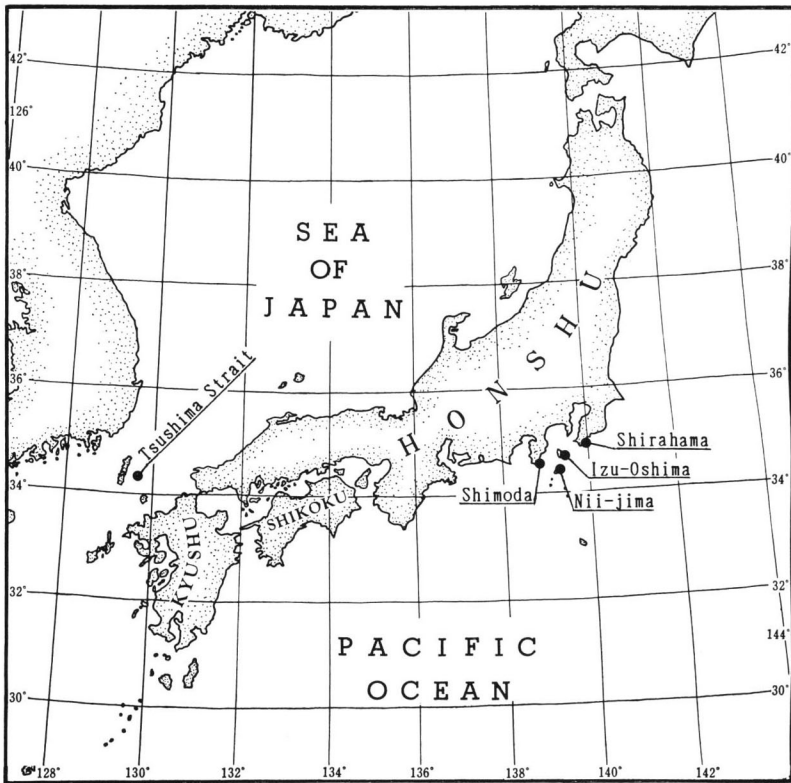 42°
42°
126°
40°
40°
SEA
OF
JAPAN
38°
38°
HONSHU
36°
36°
Tsushima Strait
Shirahama
Izu-Oshima
34°
34°
Shimoda
Nii-jima
SHIKOKU
KYUSHU
32°
32°
144°
PACIFIC
OCEAN
30°
30°
128°
130°
132°
134°
136°
138°
140°
142°